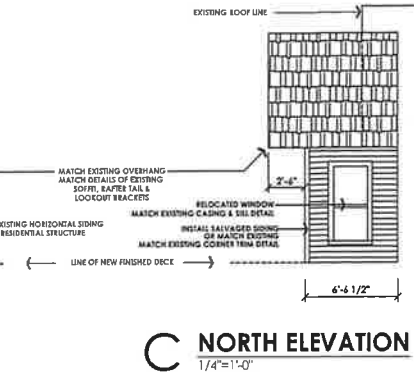 EXISTING ROOF LINE
MATCH EXISTING OVERHANG
MATCH DETAILS OF EXISTING
SOFFIT, RAFTER TAIL &
LOOKOUT BRACKETS
2'-6"
RELOCATED WINDOW
MATCH EXISTING CASING & SILL DETAIL
EXISTING HORIZONTAL SIDING
RESIDENTIAL STRUCTURE
INSTALL SALVAGED SIDING
OR MATCH EXISTING
MATCH EXISTING CORNER TRIM DETAIL
LINE OF NEW FINISHED DECK
6'-6 1/2"
C NORTH ELEVATION
1/4"=1'-0"